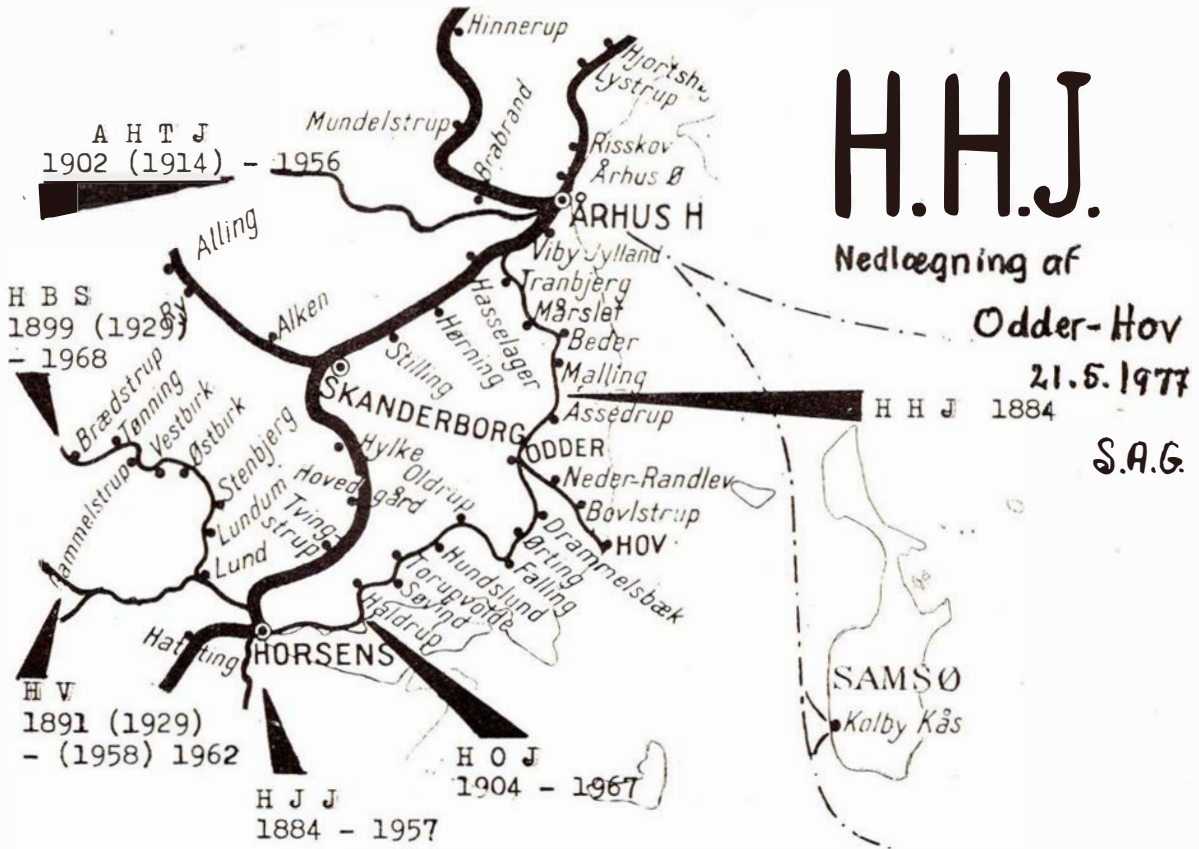 H.H.J.
Nedlægning af
Odder-Hov
21.5.1977
S.A.G.
A H T J
1902 (1914) - 1956
H B S
1899 (1929)
- 1968
H V
1891 (1929)
- (1958) 1962
H J J
1884 - 1957
H O J
1904 - 1967
H H J 1884
Hinnerup
Mundelstrup
Brabrand
Hjortshøj
Lystrup
Risskov
Århus Ø
ÅRHUS H
Viby Jylland
Tranbjerg
Mårslet
Beder
Malling
Assedrup
ODDER
Neder-Randlev
Bovlstrup
HOV
Hasselager
Hørning
Stilling
SKANDERBORG
Alken
Ry
Alling
Hylke
Hovedgård
Tving-
strup
HORSENS
Hatting
Brædstrup
Tønning
Vestbirk
Østbirk
Stenbjerg
Lundum
Lund
Oldrup
Drammelsbæk
Ørting
Falling
Hundslund
Torupvolde
Søvind
Haldrup
SAMSØ
Kolby Kås